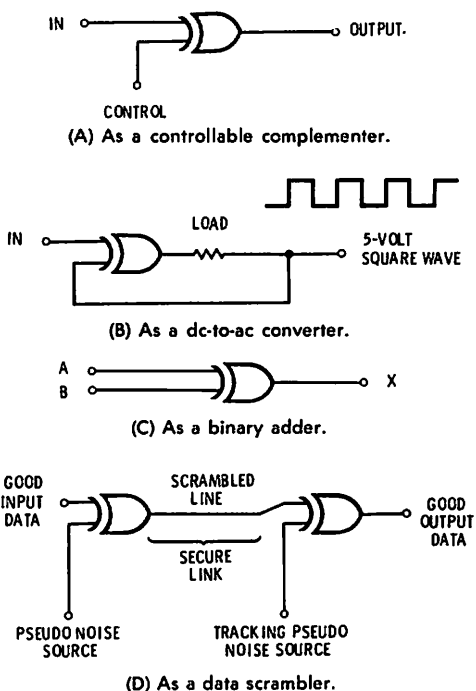 IN
OUTPUT.
CONTROL
(A) As a controllable complementer.
LOAD
IN
5-VOLT
SQUARE WAVE
(B) As a dc-to-ac converter.
A
B
X
(C) As a binary adder.
GOOD
INPUT
DATA
SCRAMBLED
LINE
SECURE
LINK
GOOD
OUTPUT
DATA
PSEUDO NOISE
SOURCE
TRACKING PSEUDO
NOISE SOURCE
(D) As a data scrambler.